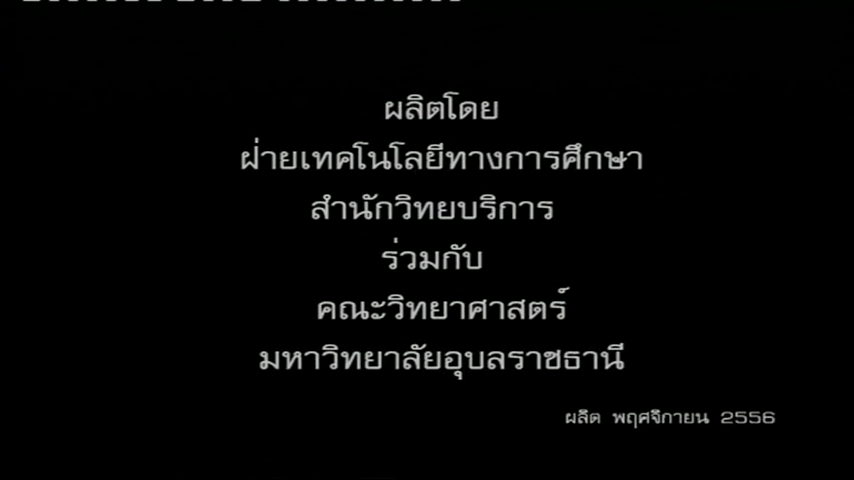 ผลิตโดย
ฝ่ายเทคโนโลยีทางการศึกษา
สำนักวิทยบริการ
ร่วมกับ
คณะวิทยาศาสตร์
มหาวิทยาลัยอุบลราชธานี
ผลิต พฤศจิกายน 2556